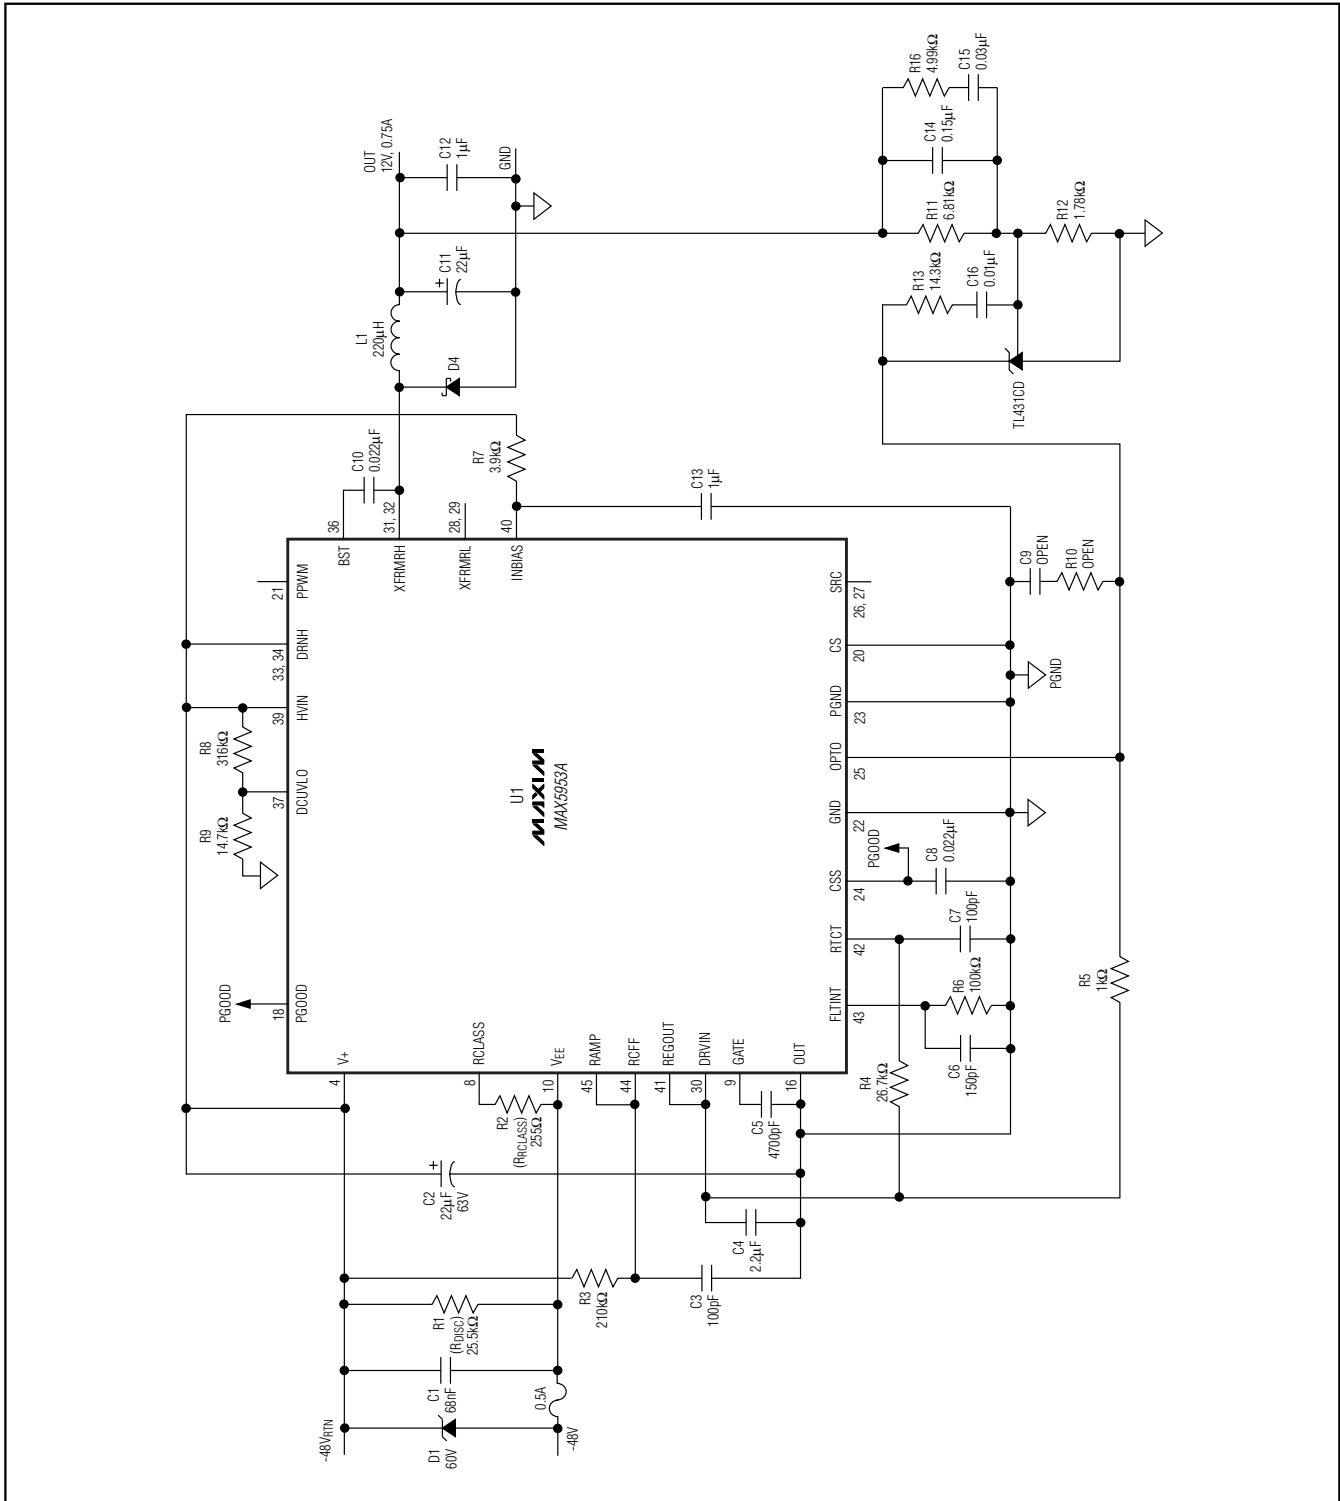 -48VRTN
D1
60V
C1
68nF
0.5A
-48V
R1
(RDISC)
25.5kΩ
R3
210kΩ
C3
100pF
C4
2.2µF
C2
22µF
63V
R2
(RRCLASS)
255Ω
C5
4700pF
4
V+
8
RCLASS
10
VEE
45
RAMP
44
RCFF
41
REGOUT
30
DRVIN
9
GATE
16
OUT
PGOOD
18
PGOOD
R9
14.7kΩ
R8
316kΩ
37
DCUVLO
39
HVIN
33, 34
DRNH
21
PPWM
U1
MAXIM
MAX5953A
43
FLTINT
42
RTCT
24
CSS
22
GND
25
OPTO
23
PGND
20
CS
26, 27
SRC
R4
26.7kΩ
C6
150pF
R6
100kΩ
C7
100pF
C8
0.022µF
PGOOD
R5
1kΩ
PGND
C9
OPEN
R10
OPEN
36
BST
31, 32
XFRMRH
28, 29
XFRMRL
40
INBIAS
C10
0.022µF
R7
3.9kΩ
C13
1µF
D4
L1
220µH
C11
22µF
C12
1µF
OUT
12V, 0.75A
GND
TL431CD
R13
14.3kΩ
C16
0.01µF
R11
6.81kΩ
R12
1.78kΩ
C14
0.15µF
R16
4.99kΩ
C15
0.03µF